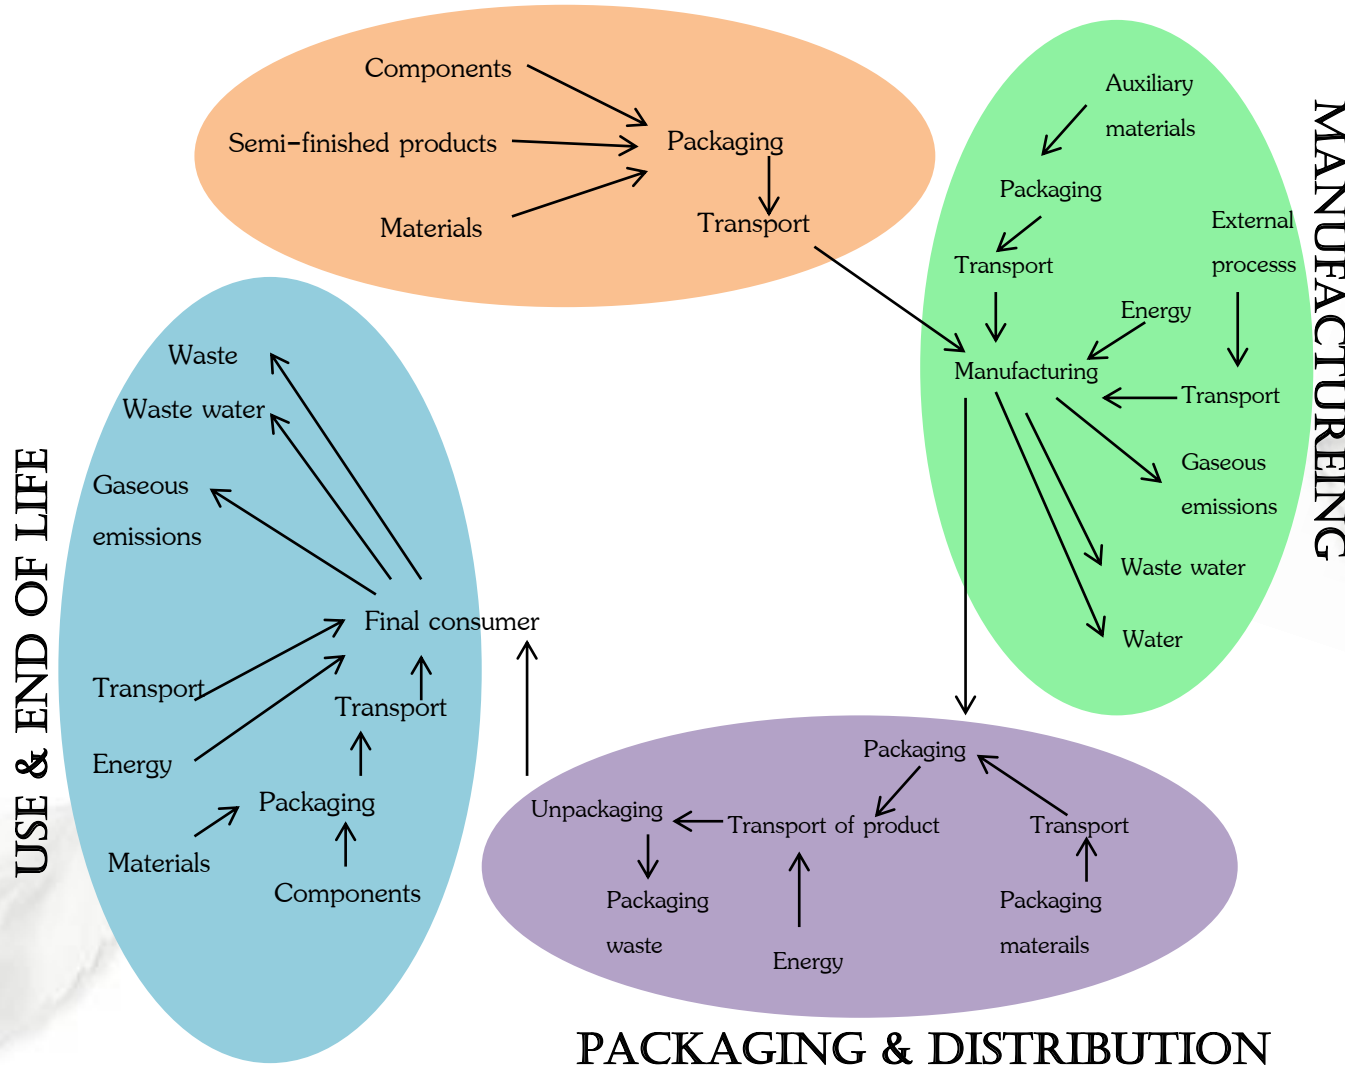 Components
Semi-finished products
Packaging
Materials
Transport
Auxiliary
materials
Packaging
External
processs
Transport
Energy
Manufacturing
Transport
Gaseous
emissions
Waste water
Water
MANUFACTUREING
Waste
Waste water
Gaseous
emissions
Final consumer
Transport
Transport
Energy
Packaging
Materials
Components
USE & END OF LIFE
Packaging
Unpackaging
Transport of product
Transport
Packaging
waste
Energy
Packaging
materails
PACKAGING & DISTRIBUTION